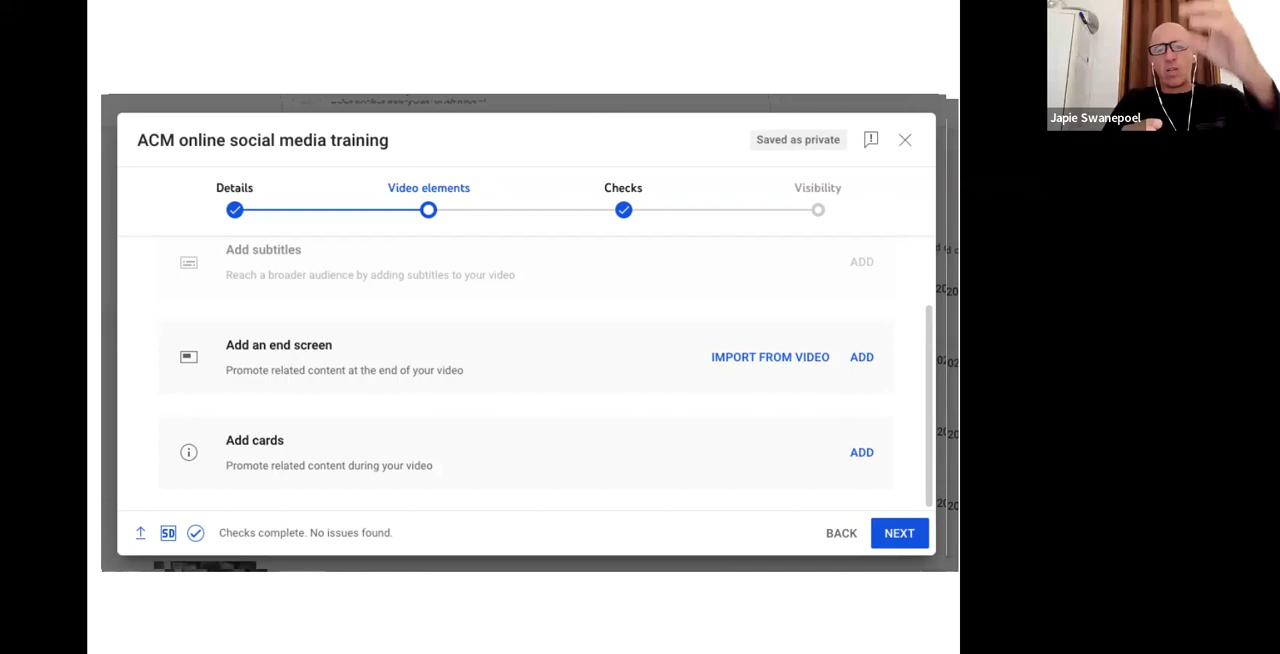 ACM online social media training
Saved as private
Details
Video elements
Checks
Visibility
Add subtitles
Reach a broader audience by adding subtitles to your video
ADD
Add an end screen
Promote related content at the end of your video
IMPORT FROM VIDEO
ADD
Add cards
Promote related content during your video
ADD
SD
Checks complete. No issues found.
BACK
NEXT
Japie Swanepoel